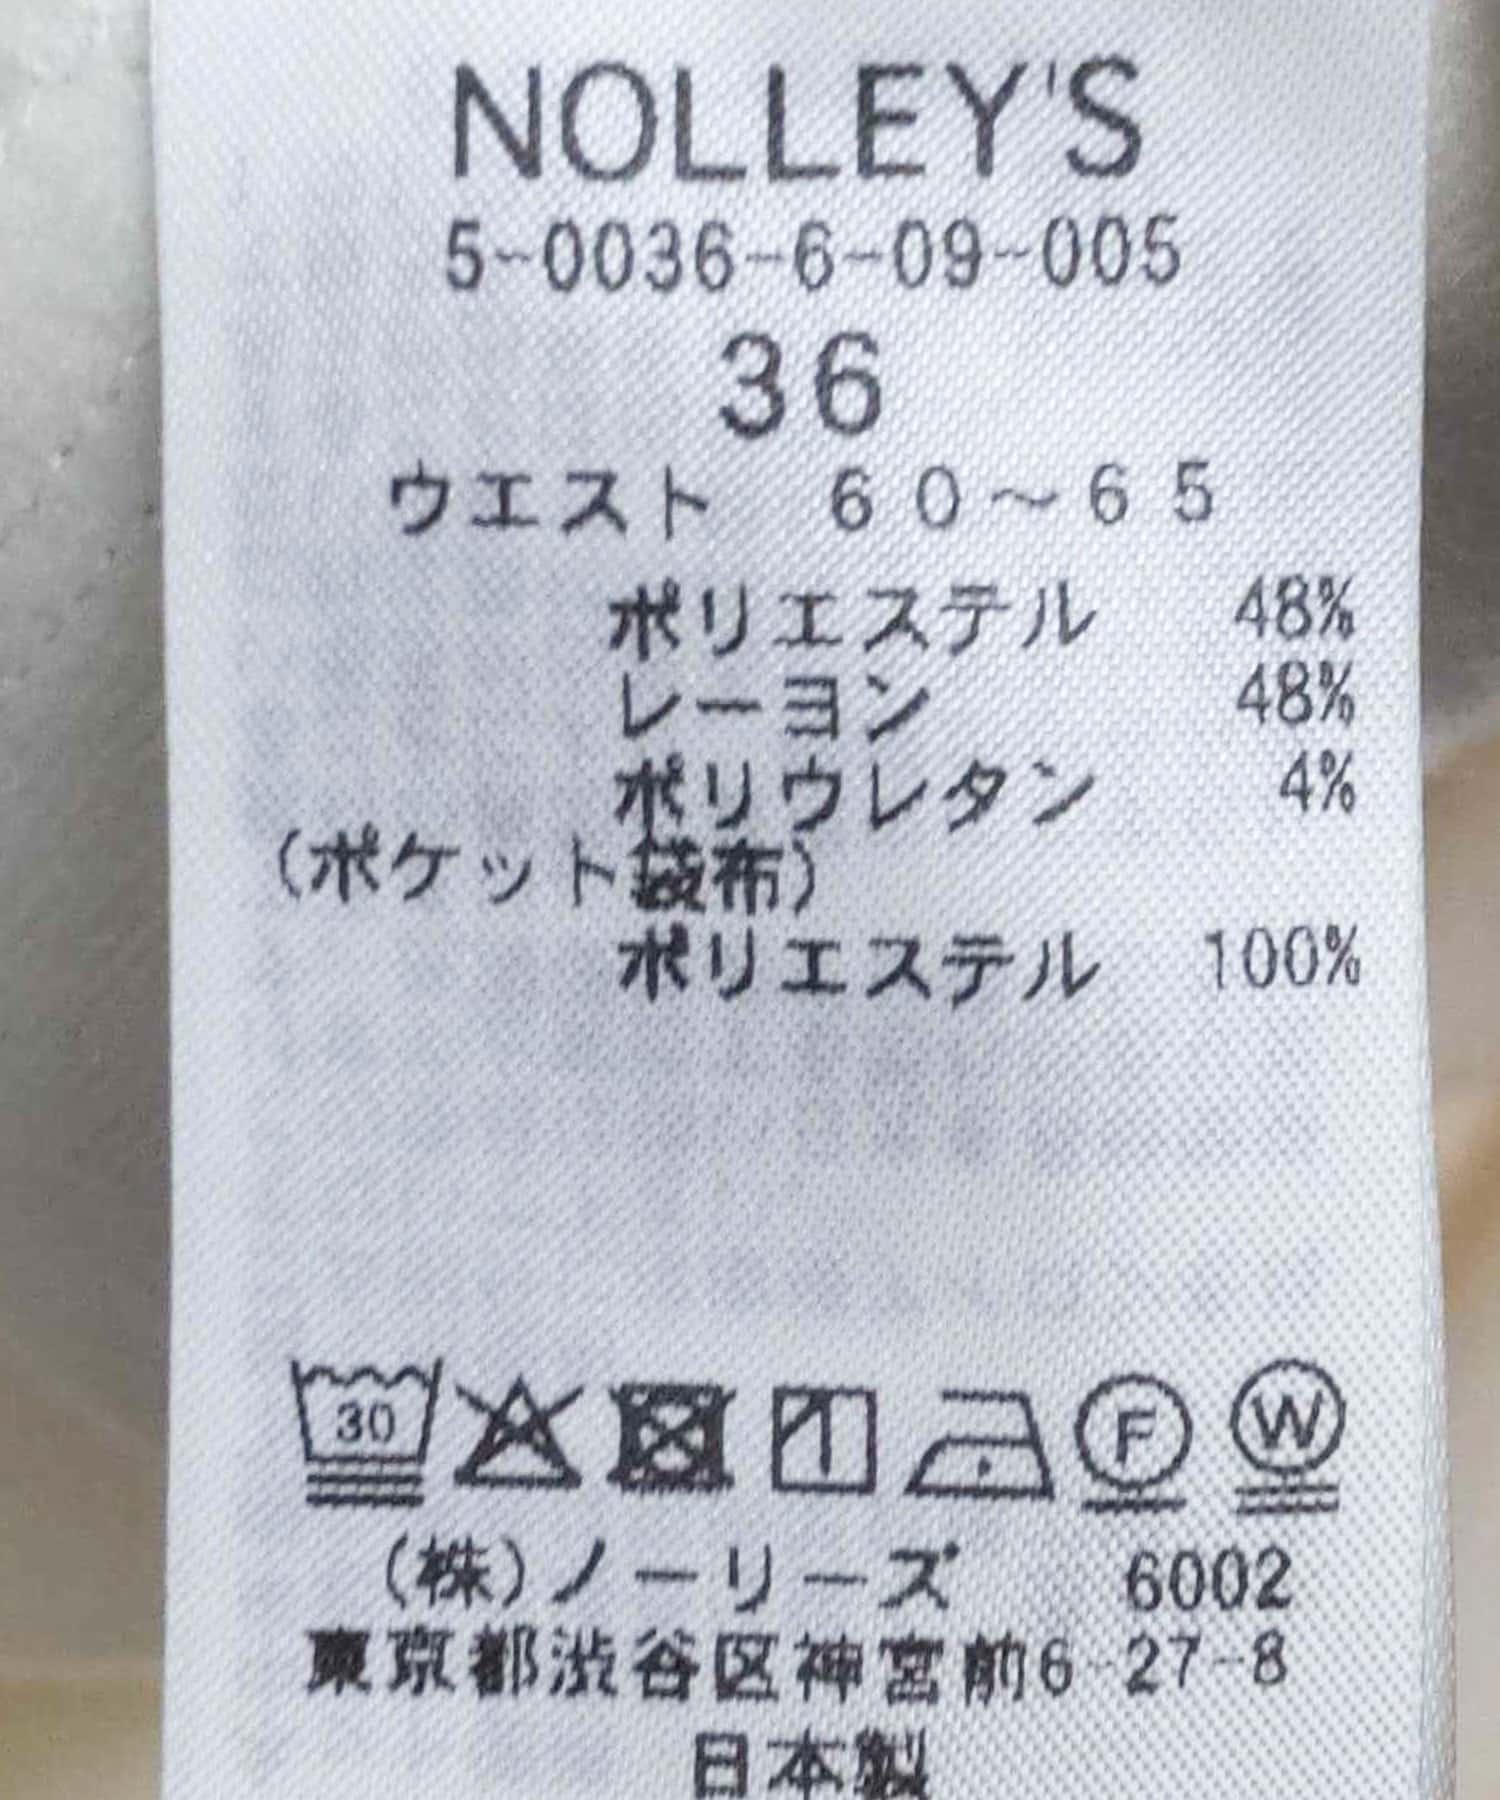 NOLLEY'S
5-0036-6-09-005
36
ウエスト　60～65
ポリエステル　48%
レーヨン　48%
ポリウレタン　4%
(ポケット袋布)
ポリエステル　100%
30 F W
(株)ノーリーズ　6002
東京都渋谷区神宮前6-27-8
日本製